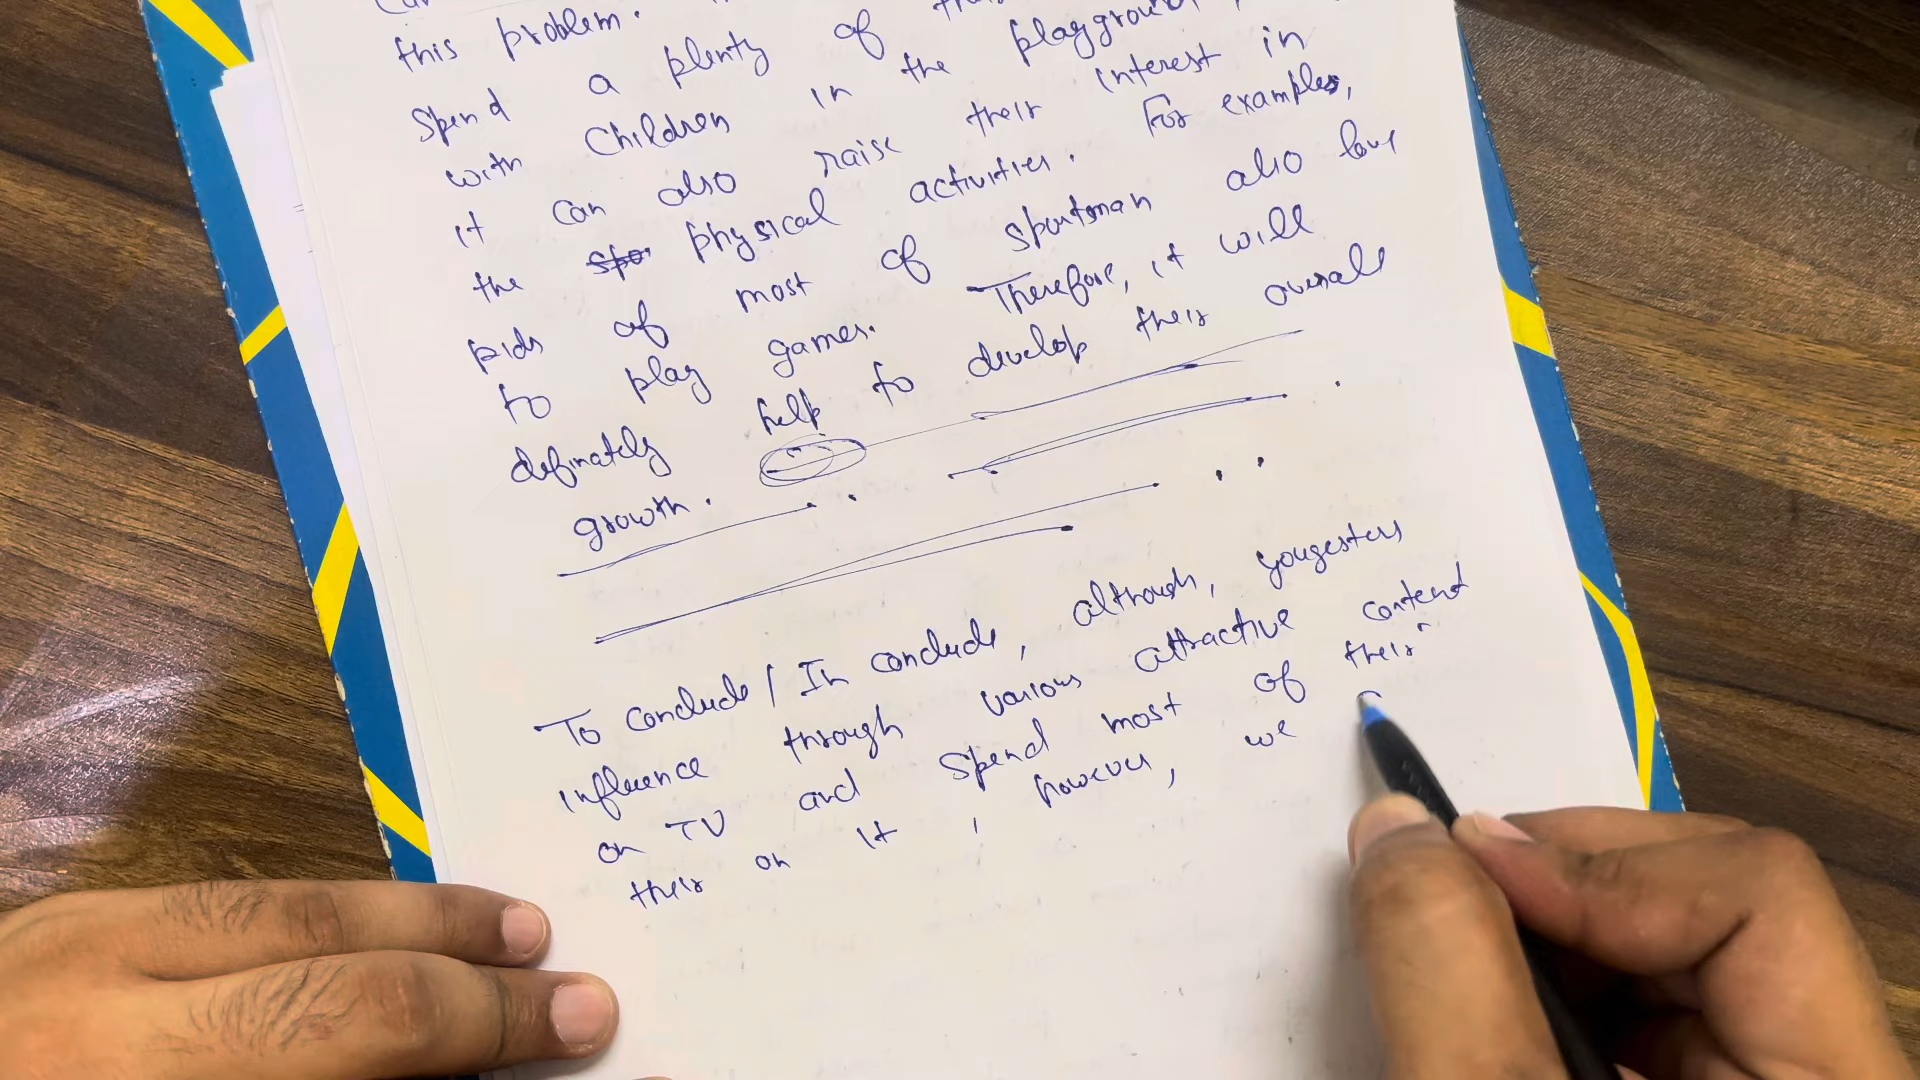 this problem.
spend a plenty of
with children in the playground
it can also raise their interest in
the physical activities. For examples,
pids of most of sportsman also love
to play games. Therefore, it will
definately help to develop their overall
growth.
To conclude / In conclude, although, yougesters
influence through various attractive content
on TV and spend most of their
their on it, however, we